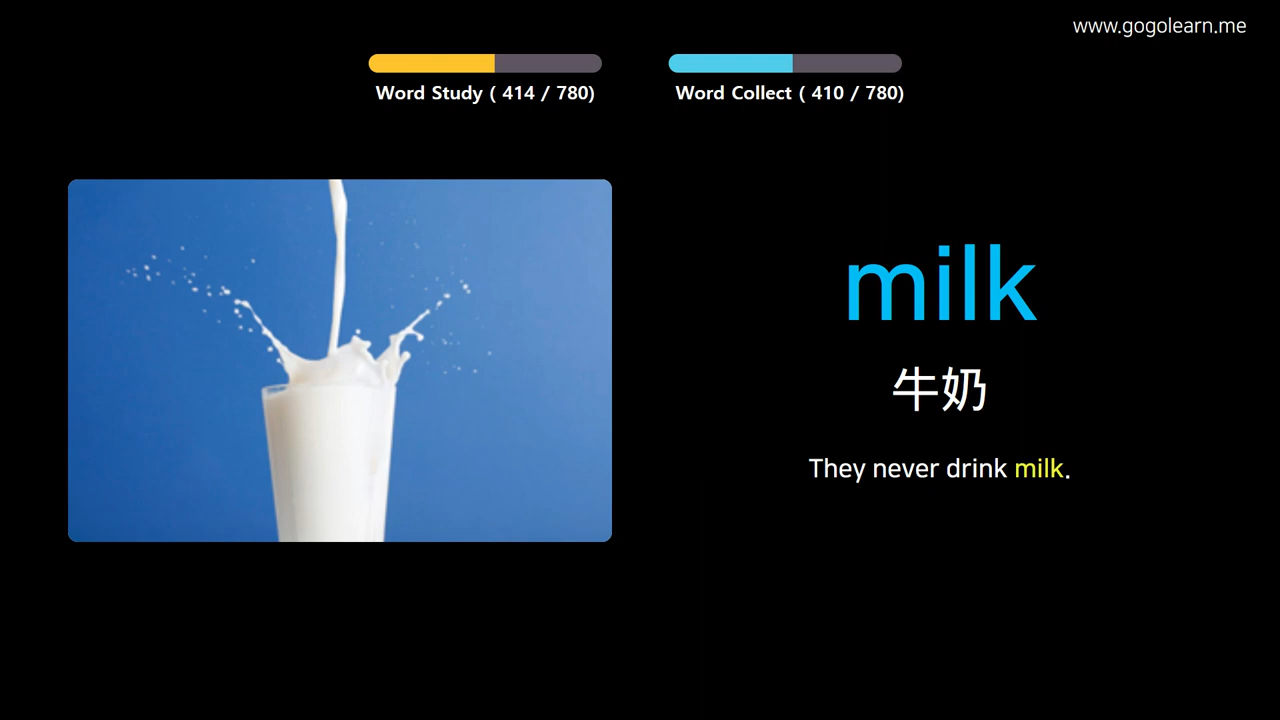 www.gogolearn.me
Word Study ( 414 / 780)
Word Collect ( 410 / 780)
milk
牛奶
They never drink milk.